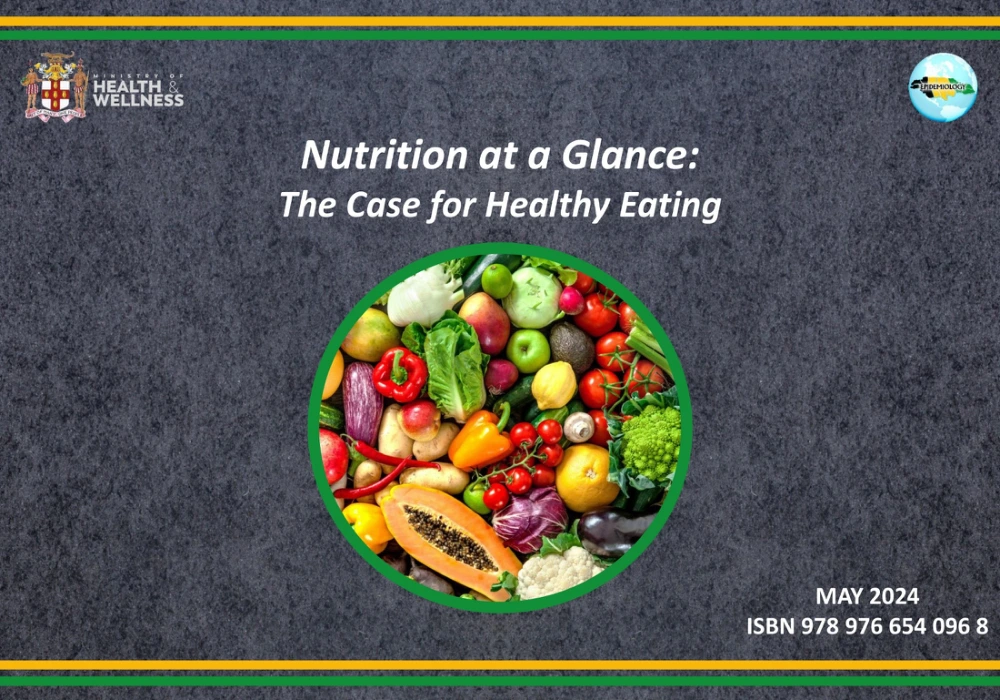 MINISTRY OF
HEALTH &
WELLNESS
EPIDEMIOLOGY
Nutrition at a Glance:
The Case for Healthy Eating
MAY 2024
ISBN 978 976 654 096 8